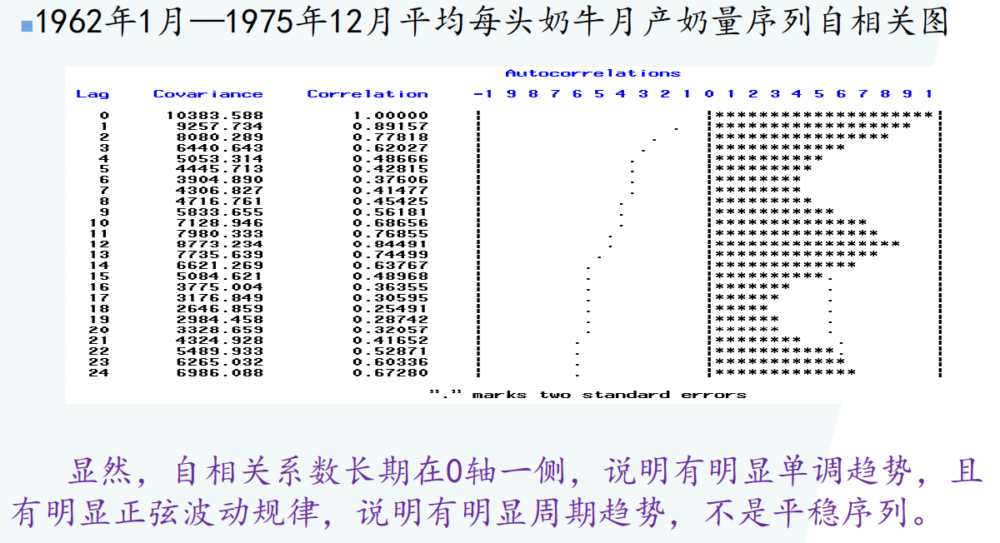 1962年1月—1975年12月平均每头奶牛月产奶量序列自相关图
Autocorrelations
Lag Covariance Correlation -1 9 8 7 6 5 4 3 2 1 0 1 2 3 4 5 6 7 8 9 1
0 10383.588 1.00000 | |********************|
1 9257.734 0.89157 | . |****************** |
2 8080.289 0.77818 | . |**************** |
3 6440.643 0.62027 | . |************ |
4 5053.314 0.48666 | . |********** |
5 4445.713 0.42815 | . |********* |
6 3904.890 0.37606 | . |******** |
7 4306.827 0.41477 | . |******** |
8 4716.761 0.45425 | . |********* |
9 5833.655 0.56181 | . |*********** |
10 7128.946 0.68656 | . |************** |
11 7980.333 0.76855 | . |*************** |
12 8773.234 0.84491 | . |***************** |
13 7735.639 0.74499 | . |*************** |
14 6621.269 0.63767 | . |************* |
15 5084.621 0.48968 | . |**********. |
16 3775.004 0.36355 | . |******* . |
17 3176.849 0.30595 | . |****** . |
18 2646.859 0.25491 | . |***** . |
19 2984.458 0.28742 | . |****** . |
20 3328.659 0.32057 | . |****** . |
21 4324.928 0.41652 | . |******** . |
22 5489.933 0.52871 | . |***********. |
23 6265.032 0.60336 | . |************ |
24 6986.088 0.67280 | . |************* |
"." marks two standard errors
显然，自相关系数长期在0轴一侧，说明有明显单调趋势，且
有明显正弦波动规律，说明有明显周期趋势，不是平稳序列。